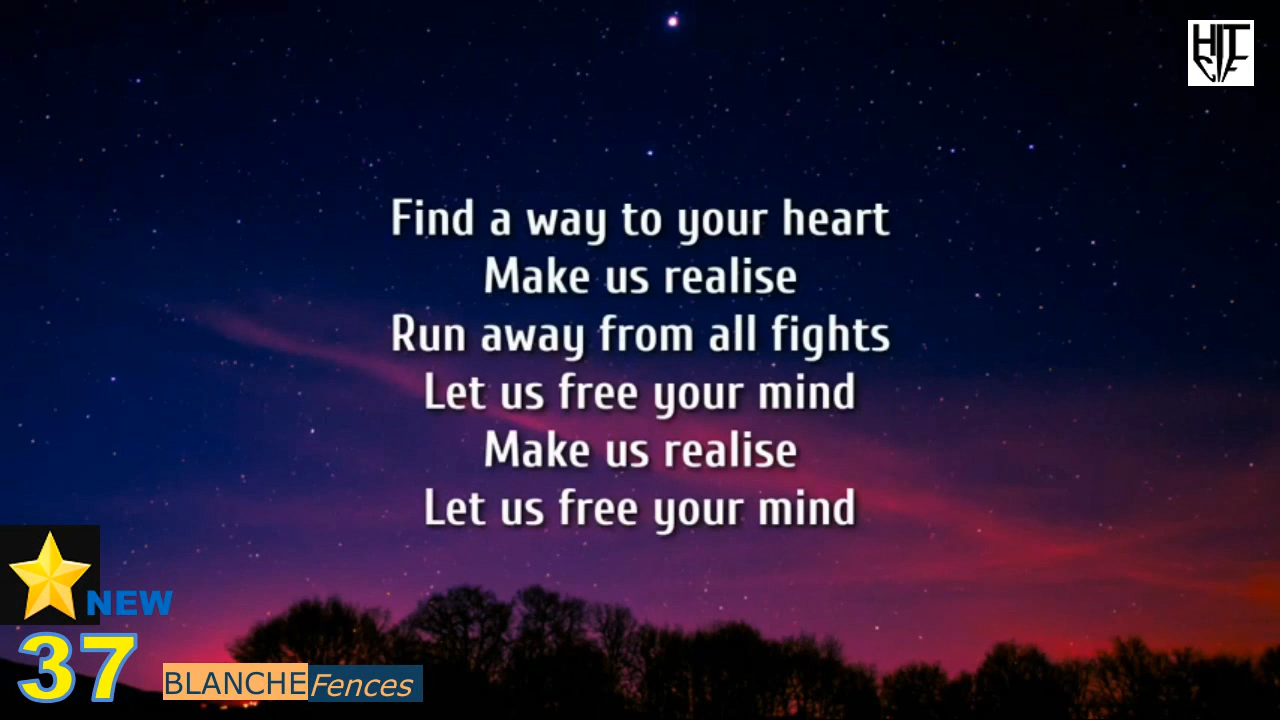 HIT
Find a way to your heart
Make us realise
Run away from all fights
Let us free your mind
Make us realise
Let us free your mind
NEW
37
BLANCHE Fences